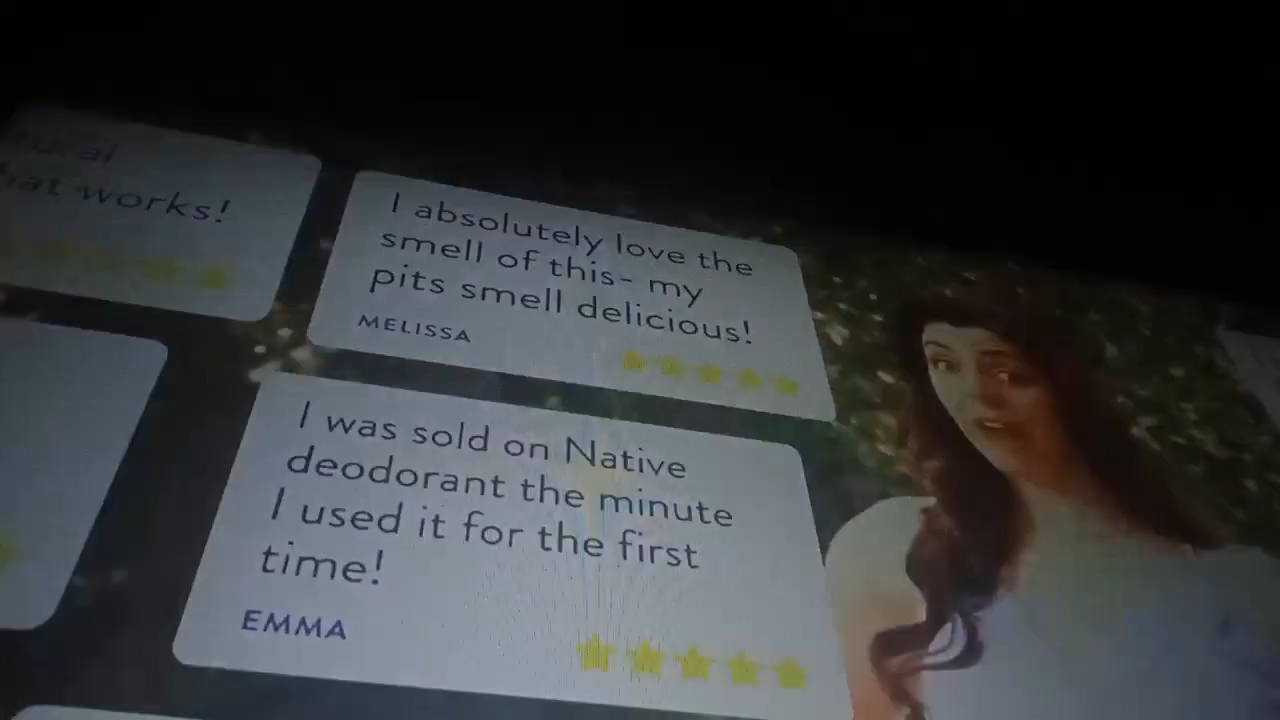 hat works!
I absolutely love the
smell of this- my
pits smell delicious!
MELISSA
I was sold on Native
deodorant the minute
I used it for the first
time!
EMMA